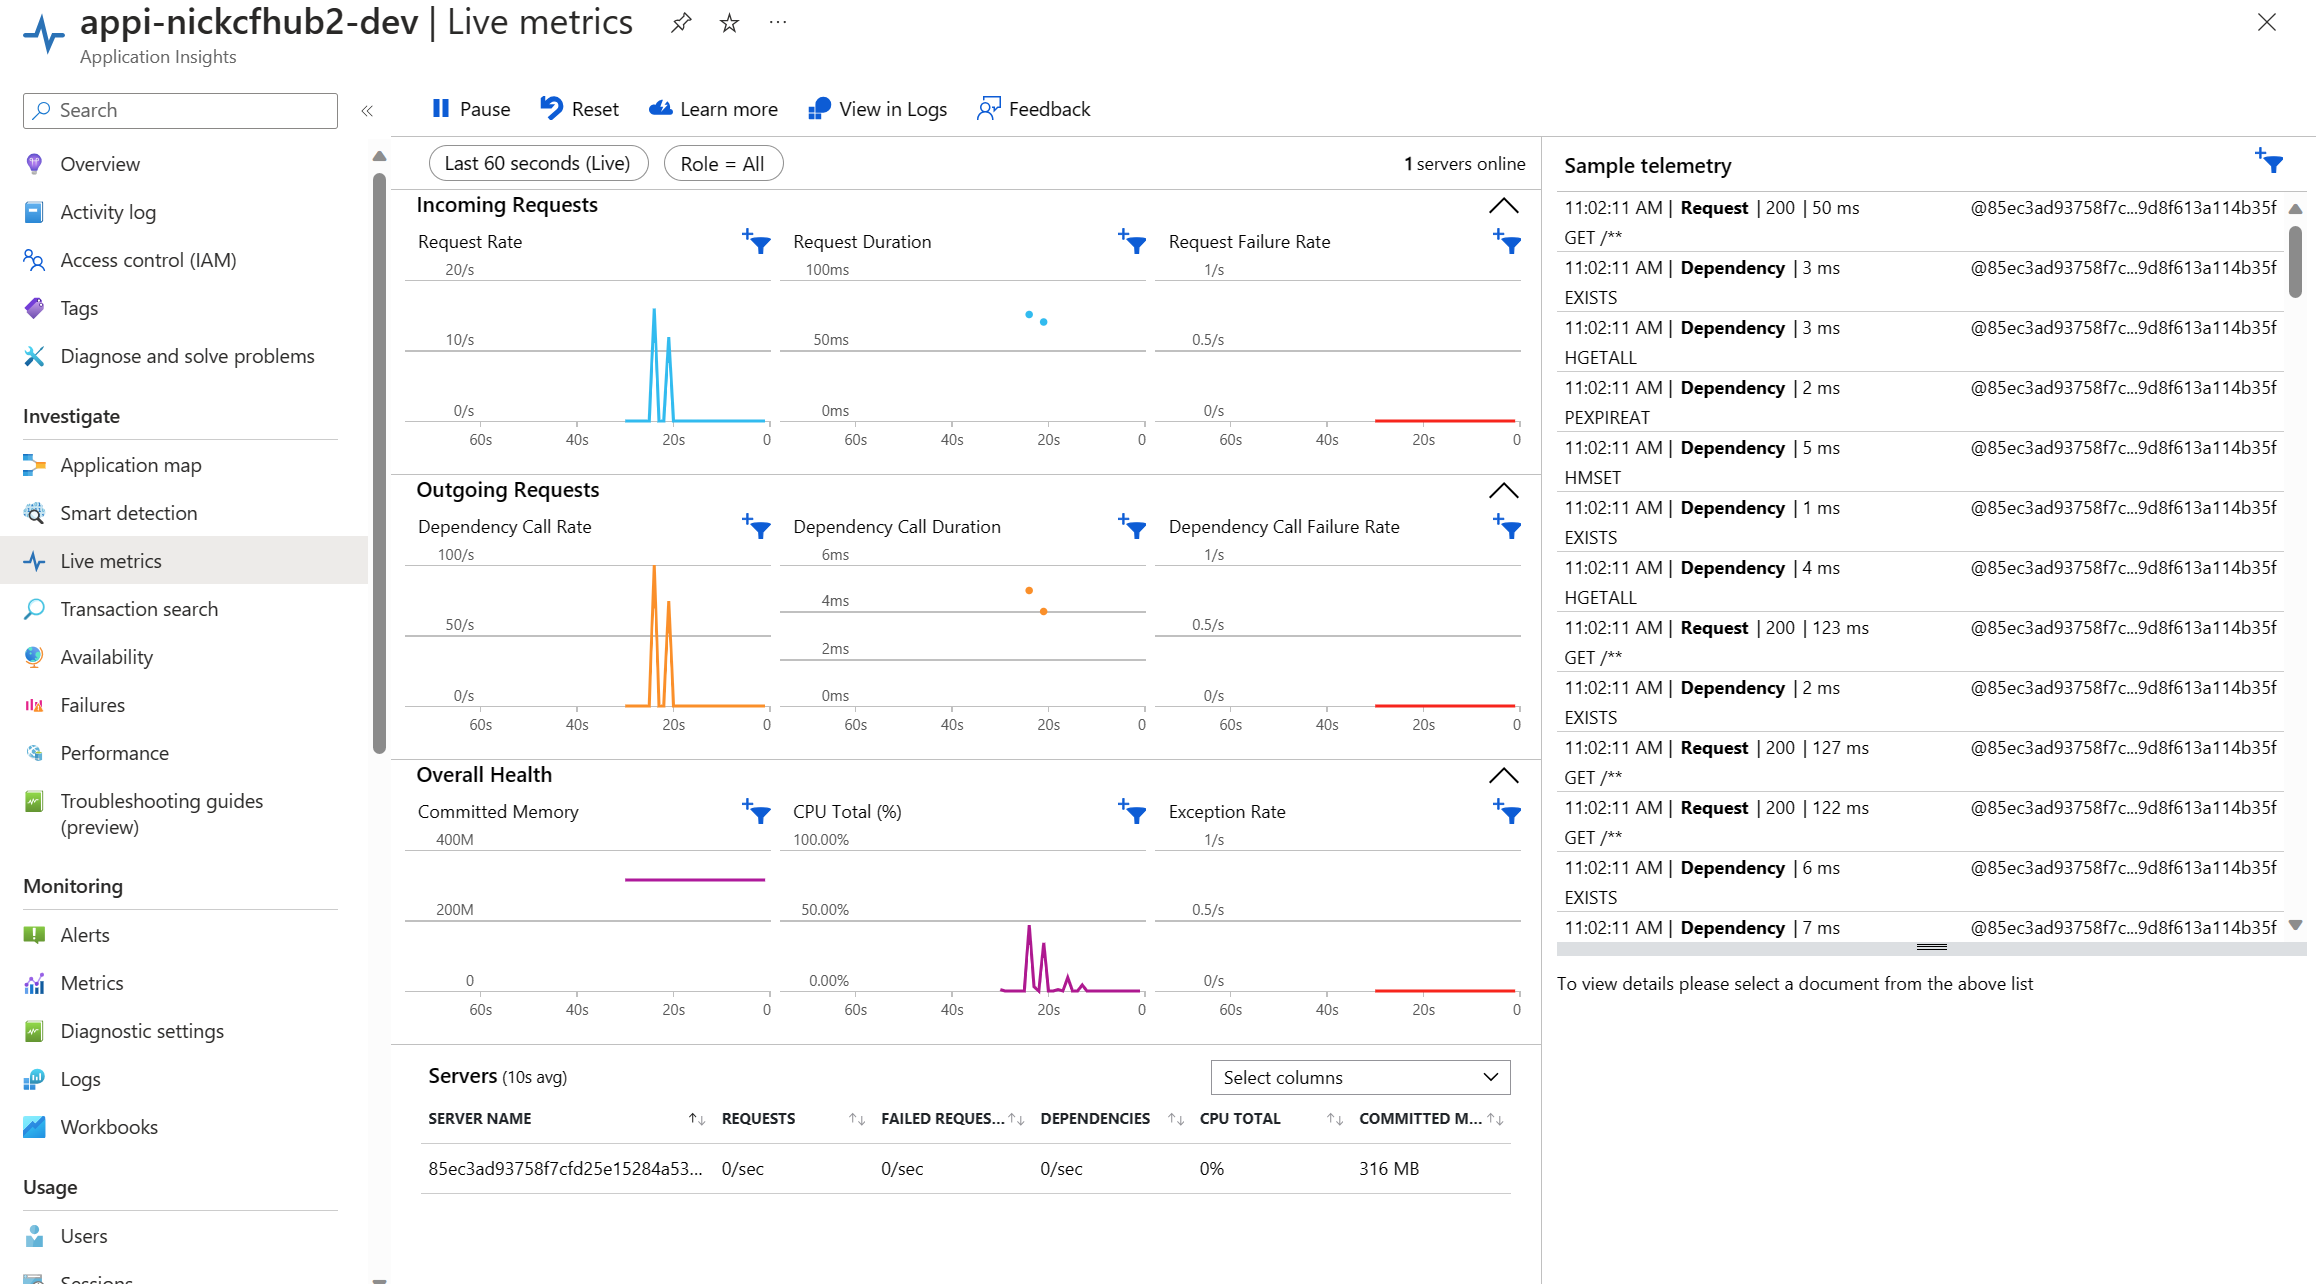 appi-nickcfhub2-dev | Live metrics
Application Insights
Search
Overview
Activity log
Access control (IAM)
Tags
Diagnose and solve problems
Investigate
Application map
Smart detection
Live metrics
Transaction search
Availability
Failures
Performance
Troubleshooting guides
(preview)
Monitoring
Alerts
Metrics
Diagnostic settings
Logs
Workbooks
Usage
Users
Sessions
Pause Reset Learn more View in Logs Feedback
Last 60 seconds (Live) Role = All 1 servers online
Incoming Requests
Request Rate
20/s
10/s
0/s
60s 40s 20s 0
Request Duration
100ms
50ms
0ms
60s 40s 20s 0
Request Failure Rate
1/s
0.5/s
0/s
60s 40s 20s 0
Outgoing Requests
Dependency Call Rate
100/s
50/s
0/s
60s 40s 20s 0
Dependency Call Duration
6ms
4ms
2ms
0ms
60s 40s 20s 0
Dependency Call Failure Rate
1/s
0.5/s
0/s
60s 40s 20s 0
Overall Health
Committed Memory
400M
200M
0
60s 40s 20s 0
CPU Total (%)
100.00%
50.00%
0.00%
60s 40s 20s 0
Exception Rate
1/s
0.5/s
0/s
60s 40s 20s 0
Servers (10s avg)
Select columns
SERVER NAME REQUESTS FAILED REQUES... DEPENDENCIES CPU TOTAL COMMITTED M...
85ec3ad93758f7cfd25e15284a53... 0/sec 0/sec 0/sec 0% 316 MB
Sample telemetry
11:02:11 AM | Request | 200 | 50 ms @85ec3ad93758f7c...9d8f613a114b35f
GET /**
11:02:11 AM | Dependency | 3 ms @85ec3ad93758f7c...9d8f613a114b35f
EXISTS
11:02:11 AM | Dependency | 3 ms @85ec3ad93758f7c...9d8f613a114b35f
HGETALL
11:02:11 AM | Dependency | 2 ms @85ec3ad93758f7c...9d8f613a114b35f
PEXPIREAT
11:02:11 AM | Dependency | 5 ms @85ec3ad93758f7c...9d8f613a114b35f
HMSET
11:02:11 AM | Dependency | 1 ms @85ec3ad93758f7c...9d8f613a114b35f
EXISTS
11:02:11 AM | Dependency | 4 ms @85ec3ad93758f7c...9d8f613a114b35f
HGETALL
11:02:11 AM | Request | 200 | 123 ms @85ec3ad93758f7c...9d8f613a114b35f
GET /**
11:02:11 AM | Dependency | 2 ms @85ec3ad93758f7c...9d8f613a114b35f
EXISTS
11:02:11 AM | Request | 200 | 127 ms @85ec3ad93758f7c...9d8f613a114b35f
GET /**
11:02:11 AM | Request | 200 | 122 ms @85ec3ad93758f7c...9d8f613a114b35f
GET /**
11:02:11 AM | Dependency | 6 ms @85ec3ad93758f7c...9d8f613a114b35f
EXISTS
11:02:11 AM | Dependency | 7 ms @85ec3ad93758f7c...9d8f613a114b35f
To view details please select a document from the above list